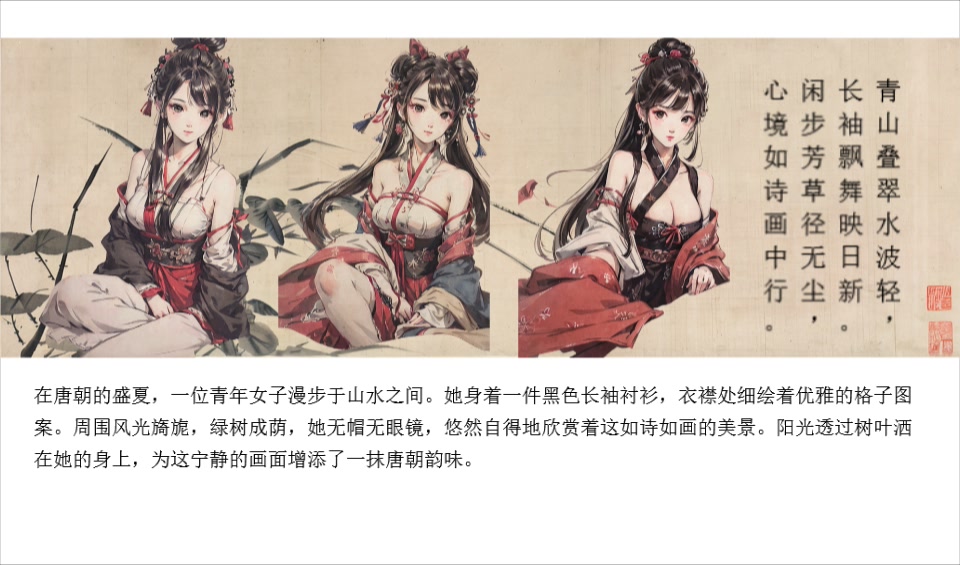 青山叠翠水波轻，
长袖飘舞映日新。
闲步芳草径无尘，
心境如诗画中行。
在唐朝的盛夏，一位青年女子漫步于山水之间。她身着一件黑色长袖衬衫，衣襟处细绘着优雅的格子图
案。周围风光旖旎，绿树成荫，她无帽无眼镜，悠然自得地欣赏着这如诗如画的美景。阳光透过树叶洒
在她的身上，为这宁静的画面增添了一抹唐朝韵味。